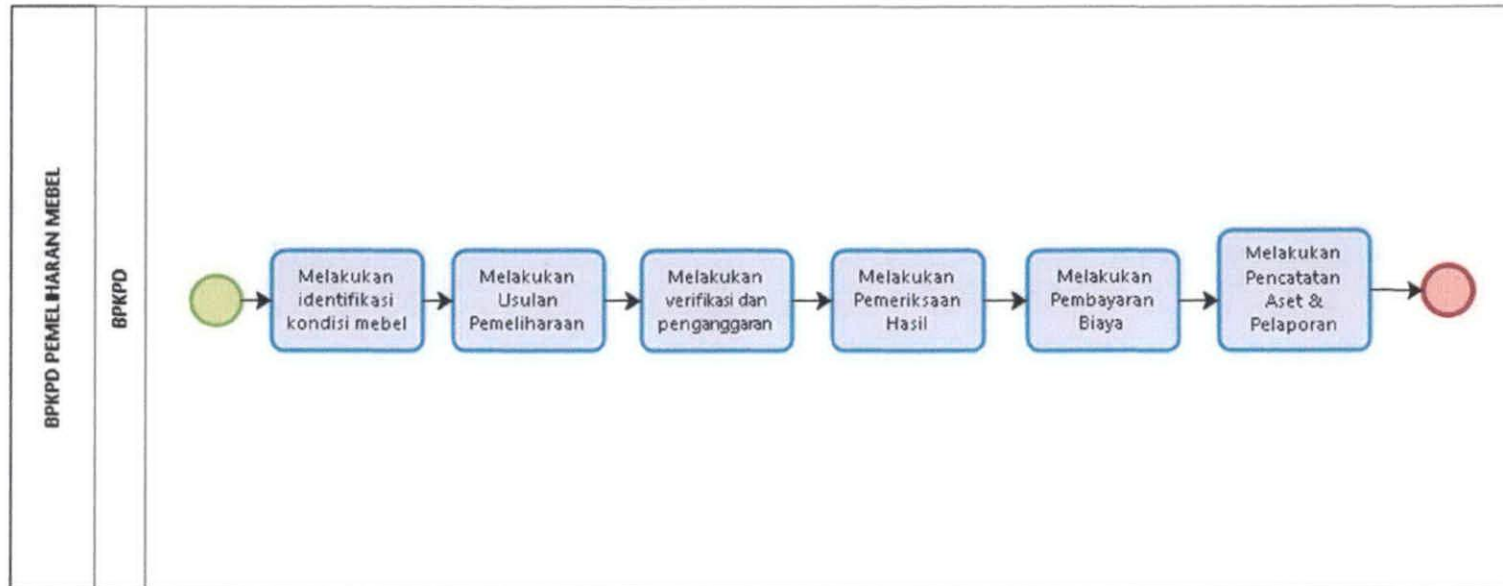 BPKPD PEMELIHARAN MEBEL
BPKPD
Melakukan
identifikasi
kondisi mebel
Melakukan
Usulan
Pemeliharaan
Melakukan
verifikasi dan
penganggaran
Melakukan
Pemeriksaan
Hasil
Melakukan
Pembayaran
Biaya
Melakukan
Pencatatan
Aset &
Pelaporan